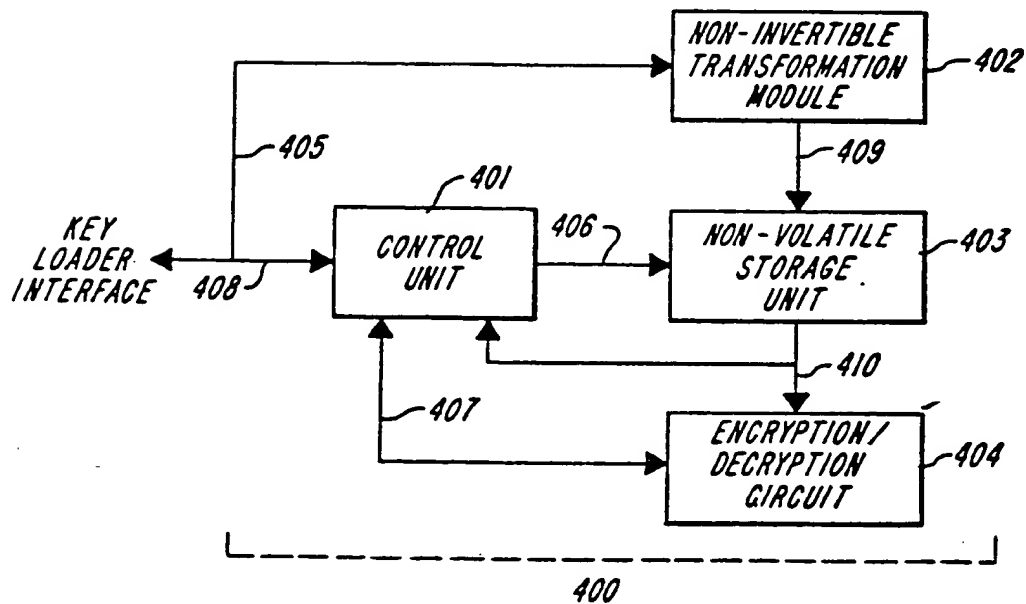 NON-INVERTIBLE
TRANSFORMATION
MODULE
402
405
409
401
KEY
LOADER
INTERFACE
408
CONTROL
UNIT
406
NON-VOLATILE
STORAGE
UNIT
403
410
407
ENCRYPTION/
DECRYPTION
GIRCUIT
404
400